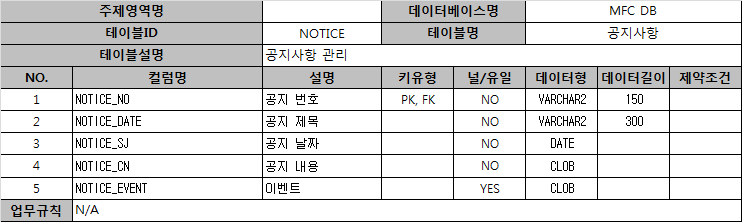 주제영역명 데이터베이스명 MFC DB
테이블ID NOTICE 테이블명 공지사항
테이블설명 공지사항 관리
NO. 컬럼명 설명 키유형 널/유일 데이터형 데이터길이 제약조건
1 NOTICE_NO 공지 번호 PK, FK NO VARCHAR2 150
2 NOTICE_DATE 공지 제목 NO VARCHAR2 300
3 NOTICE_SJ 공지 날짜 NO DATE
4 NOTICE_CN 공지 내용 NO CLOB
5 NOTICE_EVENT 이벤트 YES CLOB
업무규칙 N/A